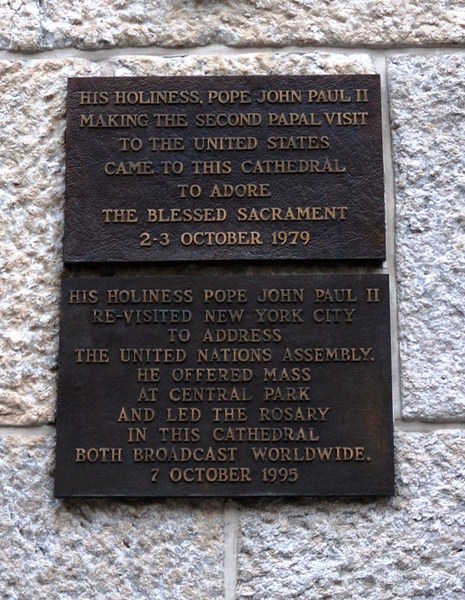 HIS HOLINESS, POPE JOHN PAUL II
MAKING THE SECOND PAPAL VISIT
TO THE UNITED STATES
CAME TO THIS CATHEDRAL
TO ADORE
THE BLESSED SACRAMENT
2-3 OCTOBER 1979
HIS HOLINESS POPE JOHN PAUL II
RE-VISITED NEW YORK CITY
TO ADDRESS
THE UNITED NATIONS ASSEMBLY.
HE OFFERED MASS
AT CENTRAL PARK
AND LED THE ROSARY
IN THIS CATHEDRAL
BOTH BROADCAST WORLDWIDE.
7 OCTOBER 1995